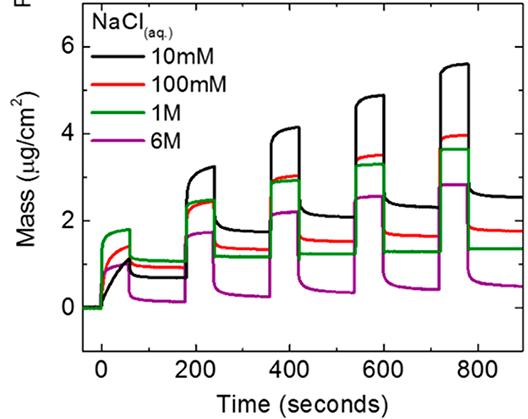 NaCl(aq.)
10mM
100mM
1M
6M
6
4
2
0
Mass (μg/cm²)
0 200 400 600 800
Time (seconds)